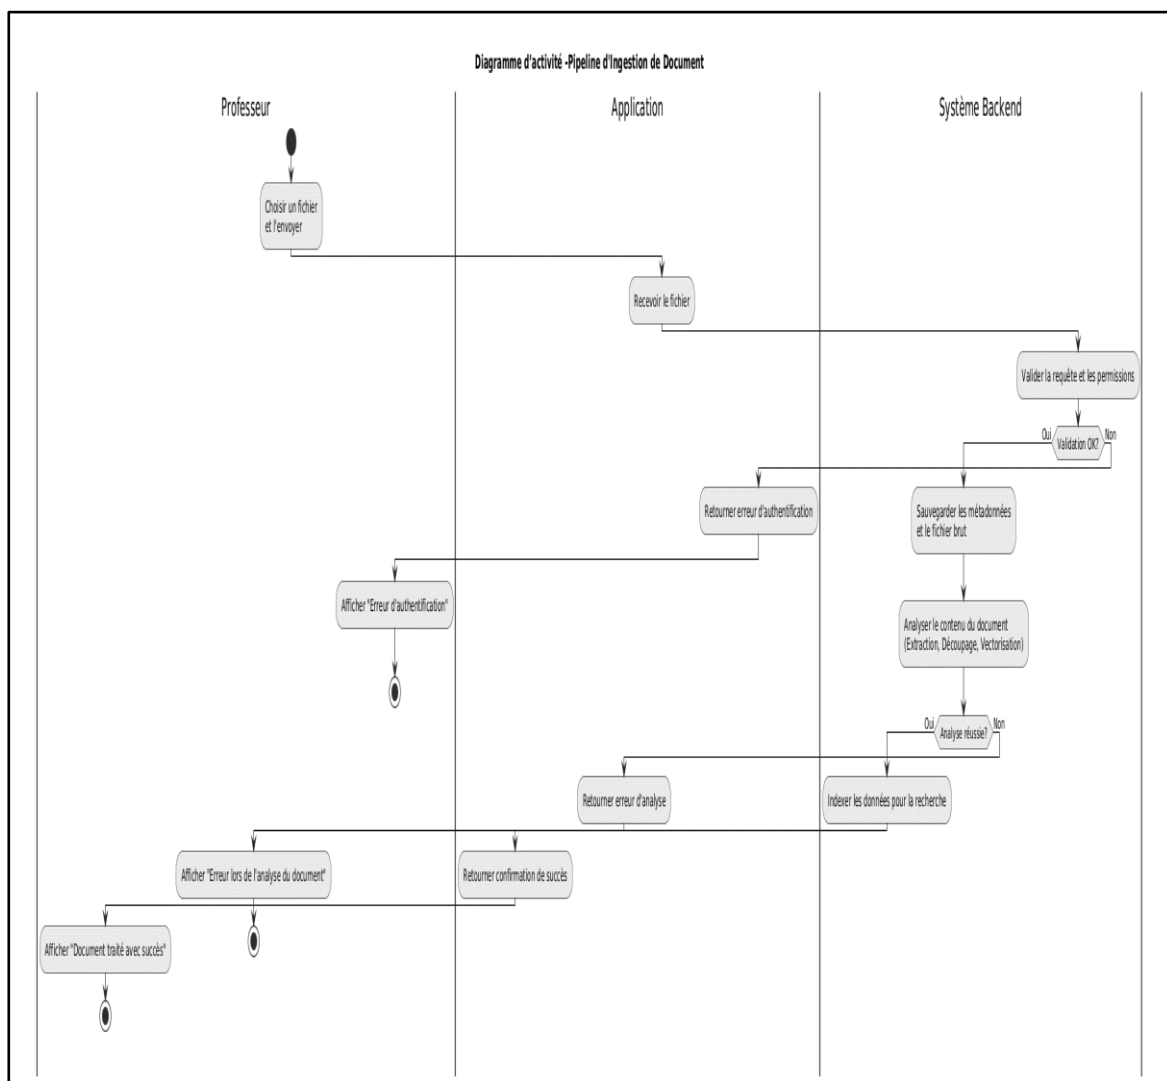 Diagramme d'activité -Pipeline d'Ingestion de Document
Professeur
Application
Système Backend
Choisir un fichier
et l'envoyer
Recevoir le fichier
Valider la requête et les permissions
Oui
Validation OK?
Non
Retourner erreur d'authentification
Sauvegarder les métadonnées
et le fichier brut
Afficher "Erreur d'authentification"
Analyser le contenu du document
(Extraction, Découpage, Vectorisation)
Oui
Analyse réussie?
Non
Retourner erreur d'analyse
Indexer les données pour la recherche
Afficher "Erreur lors de l'analyse du document"
Retourner confirmation de succès
Afficher "Document traité avec succès"